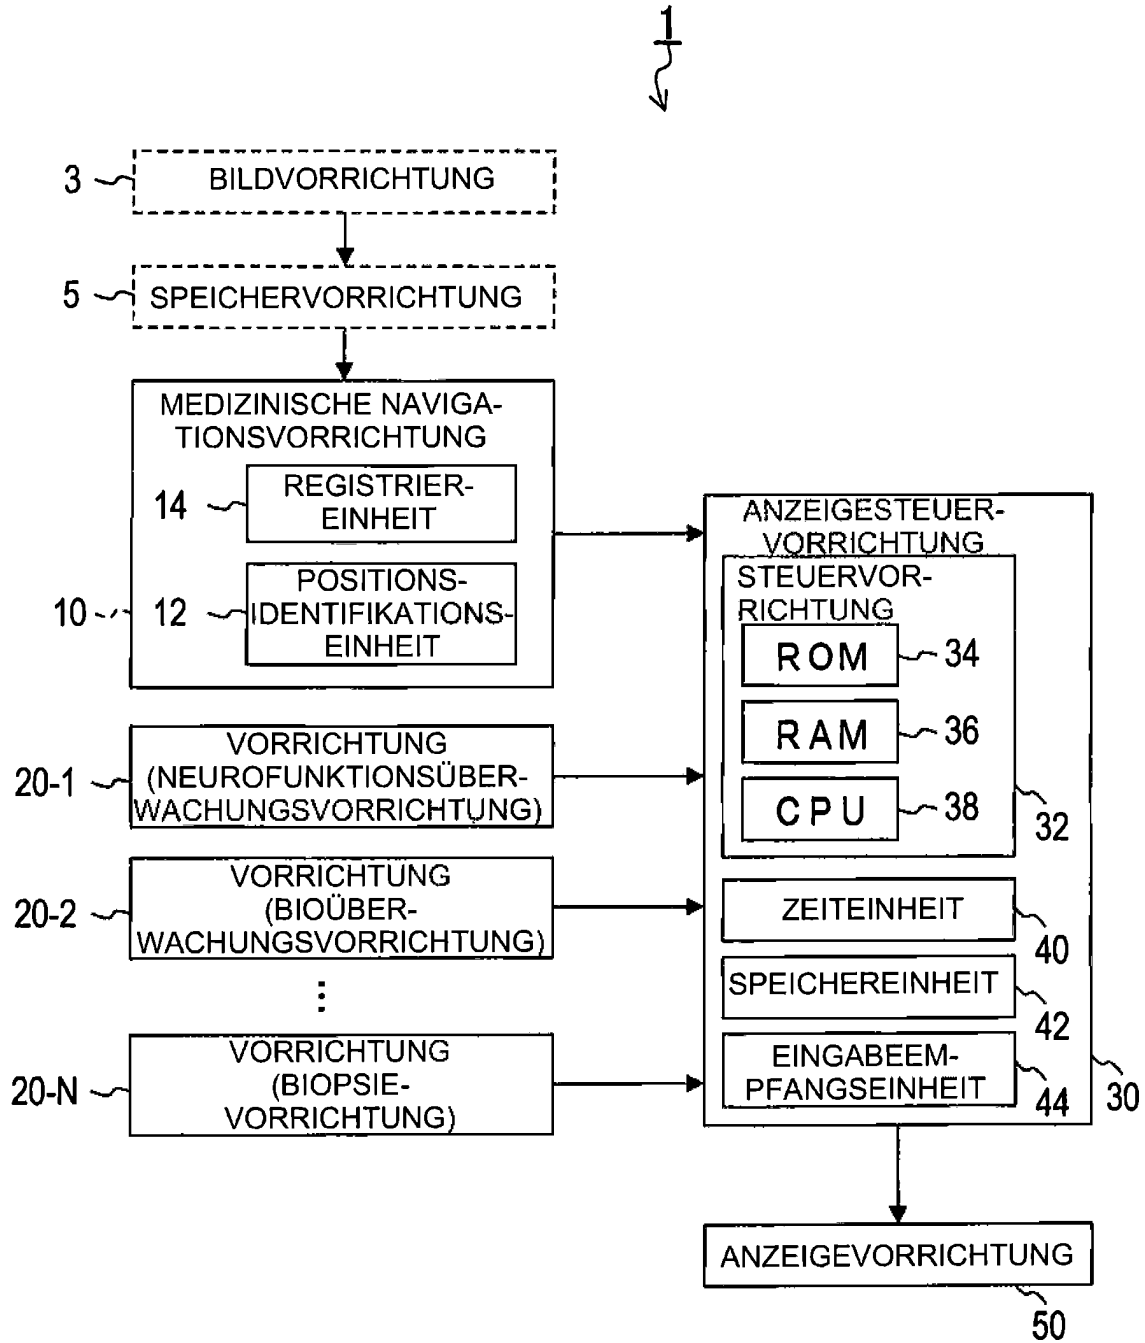 1
3
BILDVORRICHTUNG
5
SPEICHERVORRICHTUNG
MEDIZINISCHE NAVIGA-
TIONSVORRICHTUNG
14
REGISTRIER-
EINHEIT
10
12
POSITIONS-
IDENTIFIKATIONS-
EINHEIT
20-1
VORRICHTUNG
(NEUROFUNKTIONSÜBER-
WACHUNGSVORRICHTUNG)
20-2
VORRICHTUNG
(BIOÜBER-
WACHUNGSVORRICHTUNG)
⋮
20-N
VORRICHTUNG
(BIOPSIE-
VORRICHTUNG)
ANZEIGESTEUER-
VORRICHTUNG
STEUERVOR-
RICHTUNG
ROM
34
RAM
36
CPU
38
32
ZEITEINHEIT
40
SPEICHEREINHEIT
42
EINGABEEM-
PFANGSEINHEIT
44
30
ANZEIGEVORRICHTUNG
50